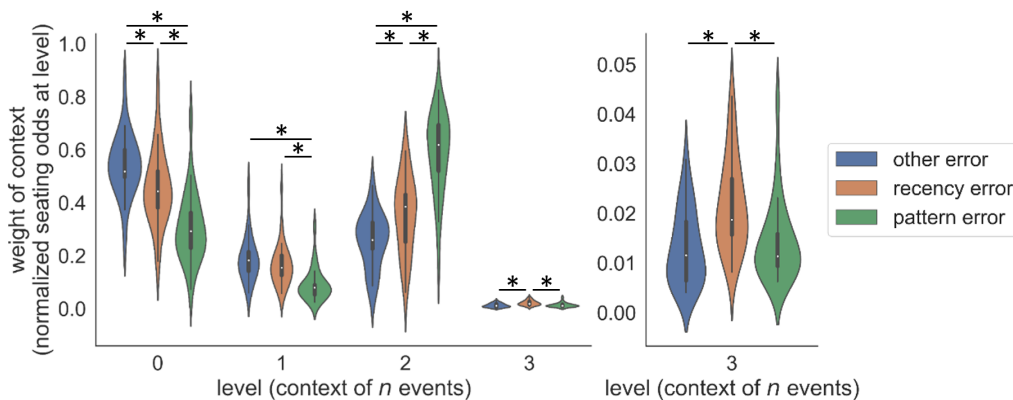 weight of context
(normalized seating odds at level)
1.0
0.8
0.6
0.4
0.2
0.0
* * *
* *
* * *
* *
0 1 2 3
level (context of n events)
* *
0.05
0.04
0.03
0.02
0.01
0.00
3
level (context of n events)
other error
recency error
pattern error